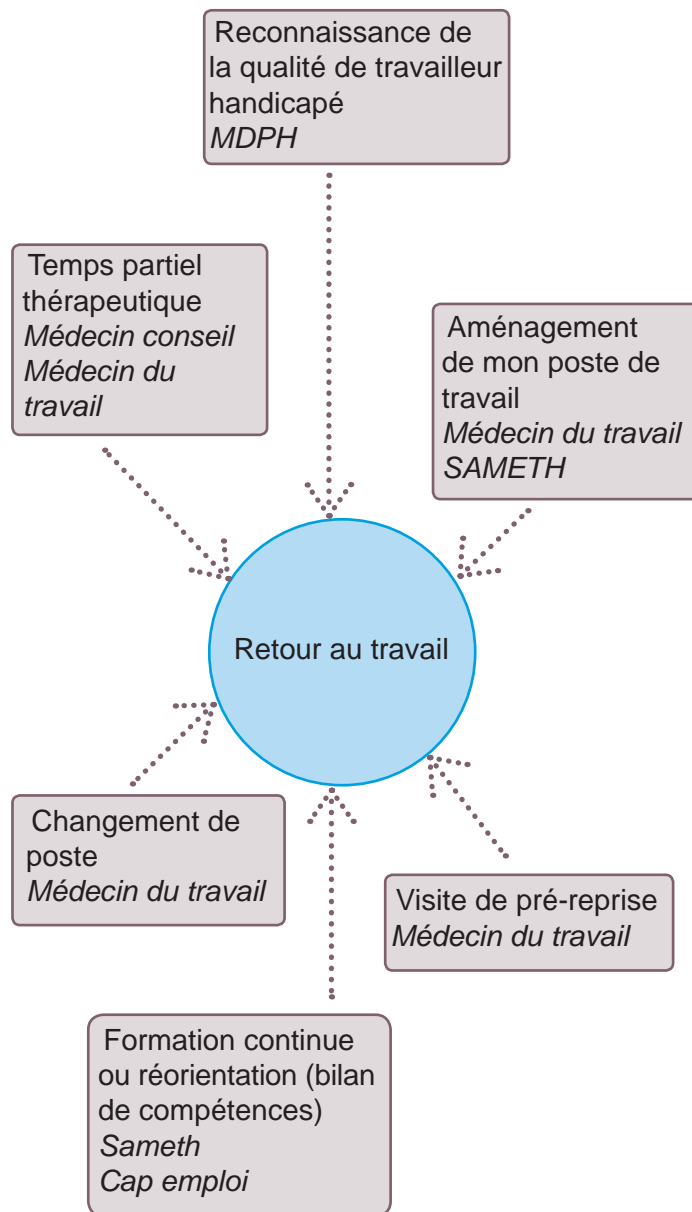 Reconnaissance de
la qualité de travailleur
handicapé
MDPH
Temps partiel
thérapeutique
Médecin conseil
Médecin du
travail
Aménagement
de mon poste de
travail
Médecin du travail
SAMETH
Retour au travail
Changement de
poste
Médecin du travail
Visite de pré-reprise
Médecin du travail
Formation continue
ou réorientation (bilan
de compétences)
Sameth
Cap emploi